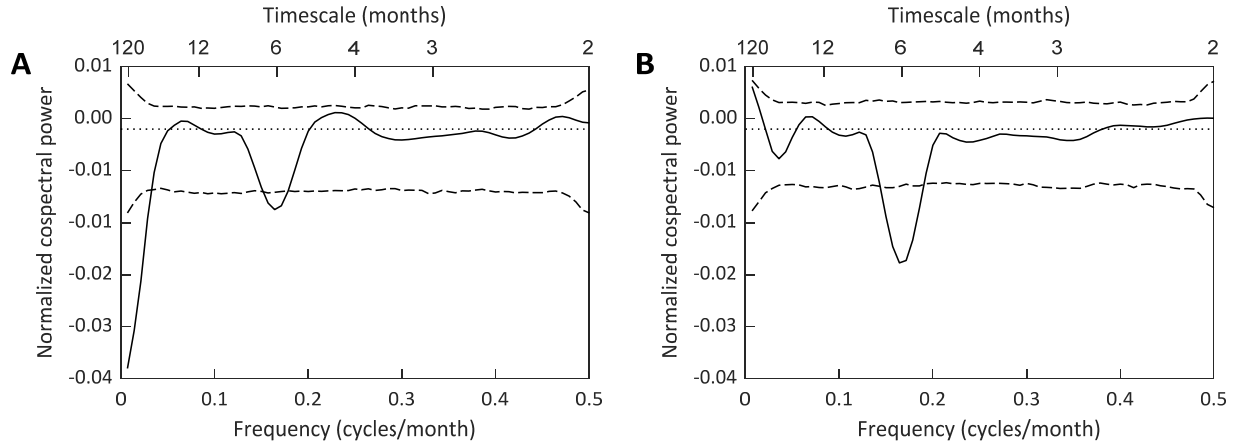 Timescale (months)
120 12 6 4 3 2
A
Normalized cospectral power
0.01
0.00
-0.01
-0.01
-0.02
-0.03
-0.04
0 0.1 0.2 0.3 0.4 0.5
Frequency (cycles/month)
Timescale (months)
120 12 6 4 3 2
B
Normalized cospectral power
0.01
0.00
-0.01
-0.01
-0.02
-0.03
-0.04
0 0.1 0.2 0.3 0.4 0.5
Frequency (cycles/month)